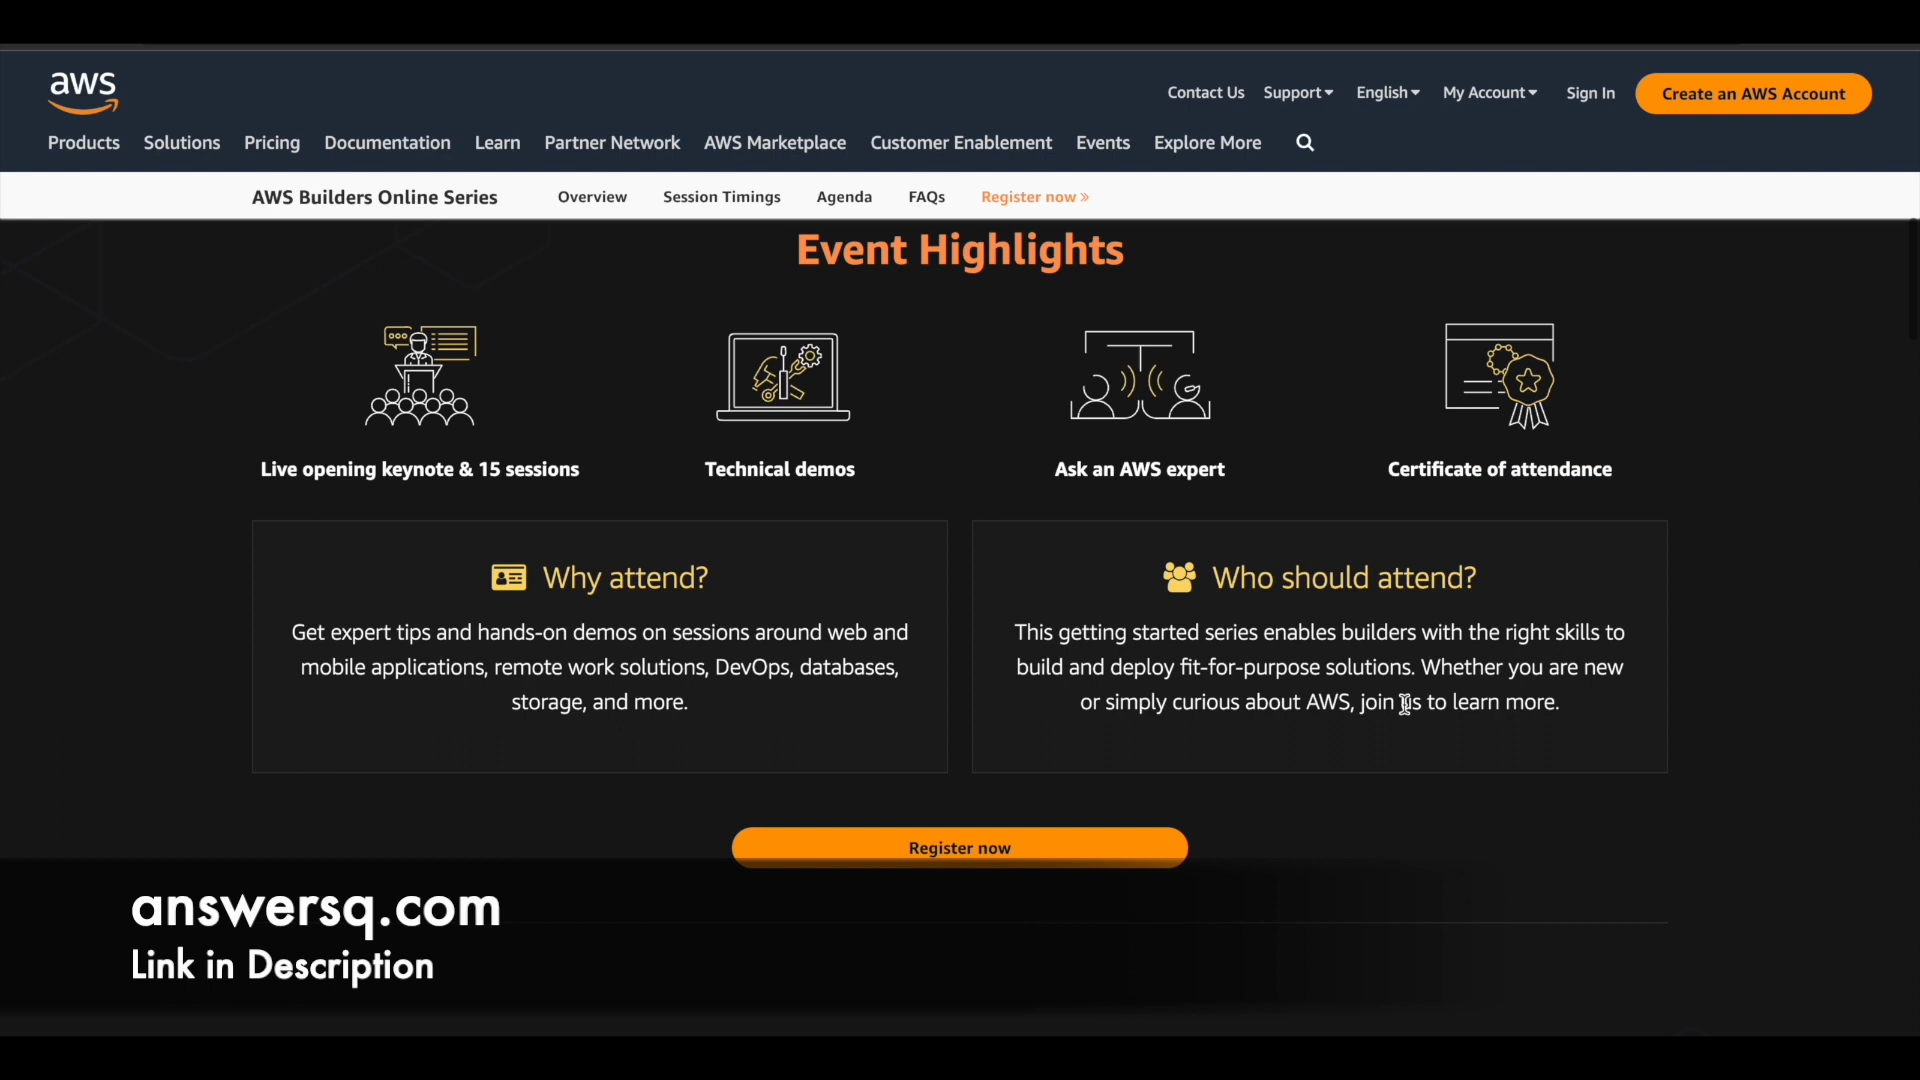 aws
Contact Us Support English My Account Sign In Create an AWS Account
Products Solutions Pricing Documentation Learn Partner Network AWS Marketplace Customer Enablement Events Explore More
AWS Builders Online Series Overview Session Timings Agenda FAQs Register now »
Event Highlights
Live opening keynote & 15 sessions Technical demos Ask an AWS expert Certificate of attendance
Why attend?
Get expert tips and hands-on demos on sessions around web and
mobile applications, remote work solutions, DevOps, databases,
storage, and more.
Who should attend?
This getting started series enables builders with the right skills to
build and deploy fit-for-purpose solutions. Whether you are new
or simply curious about AWS, join us to learn more.
Register now
answersq.com
Link in Description